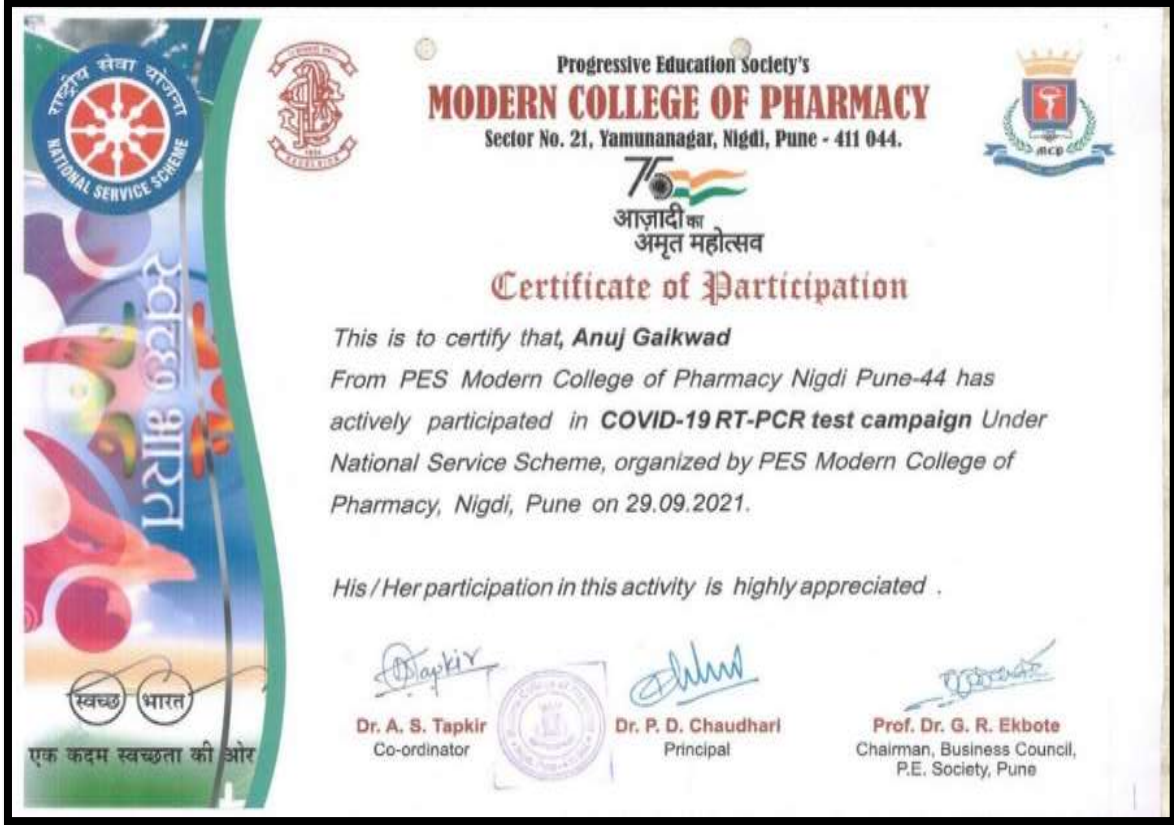 राष्ट्रीय सेवा योजना
NATIONAL SERVICE SCHEME
Progressive Education Society's
MODERN COLLEGE OF PHARMACY
Sector No. 21, Yamunanagar, Nigdi, Pune - 411 044.
MCP
75
आज़ादी का
अमृत महोत्सव
Certificate of Participation
This is to certify that, Anuj Gaikwad
From PES Modern College of Pharmacy Nigdi Pune-44 has
actively participated in COVID-19 RT-PCR test campaign Under
National Service Scheme, organized by PES Modern College of
Pharmacy, Nigdi, Pune on 29.09.2021.
His / Her participation in this activity is highly appreciated .
स्वच्छ भारत
स्वच्छ भारत
एक कदम स्वच्छता की ओर
Tapkir
Dr. A. S. Tapkir
Co-ordinator
Dr. P. D. Chaudhari
Principal
Prof. Dr. G. R. Ekbote
Chairman, Business Council,
P.E. Society, Pune